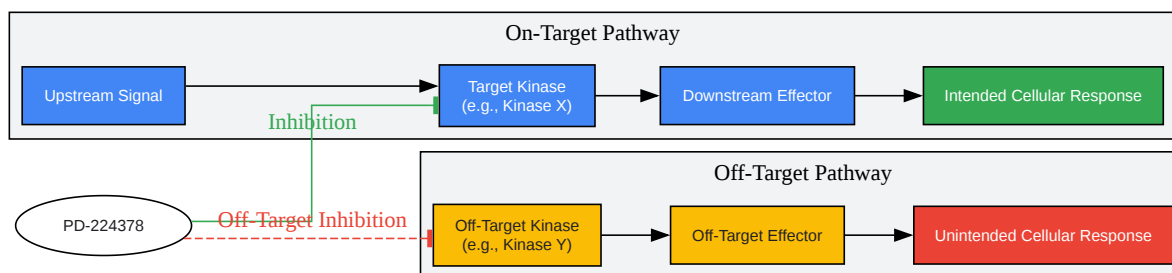 On-Target Pathway
Upstream Signal
Target Kinase
(e.g., Kinase X)
Downstream Effector
Intended Cellular Response
Inhibition
Off-Target Pathway
PD-224378
Off-Target Inhibition
Off-Target Kinase
(e.g., Kinase Y)
Off-Target Effector
Unintended Cellular Response